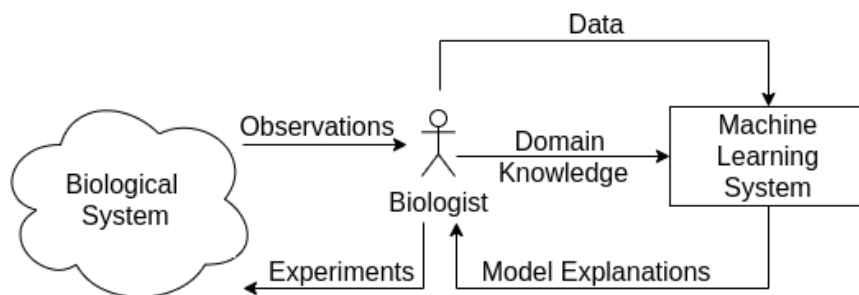 Data
Observations
Machine
Learning
System
Domain
Knowledge
Biological
System
Biologist
Experiments
Model Explanations